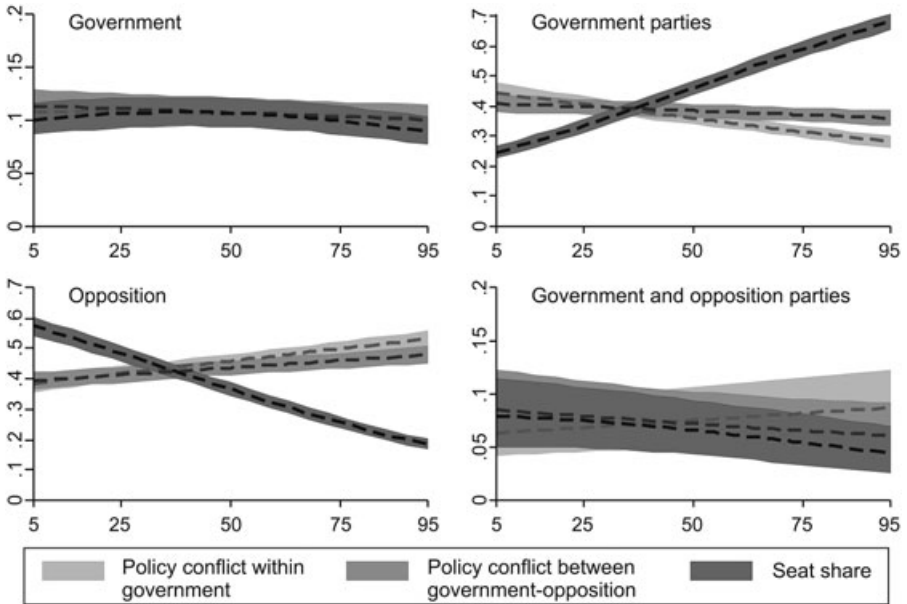 Government
0 .05 .1 .15 .2
5 25 50 75 95
Government parties
0 .1 .2 .3 .4 .5 .6 .7
5 25 50 75 95
Opposition
0 .1 .2 .3 .4 .5 .6 .7
5 25 50 75 95
Government and opposition parties
0 .05 .1 .15 .2
5 25 50 75 95
Policy conflict within
government
Policy conflict between
government-opposition
Seat share